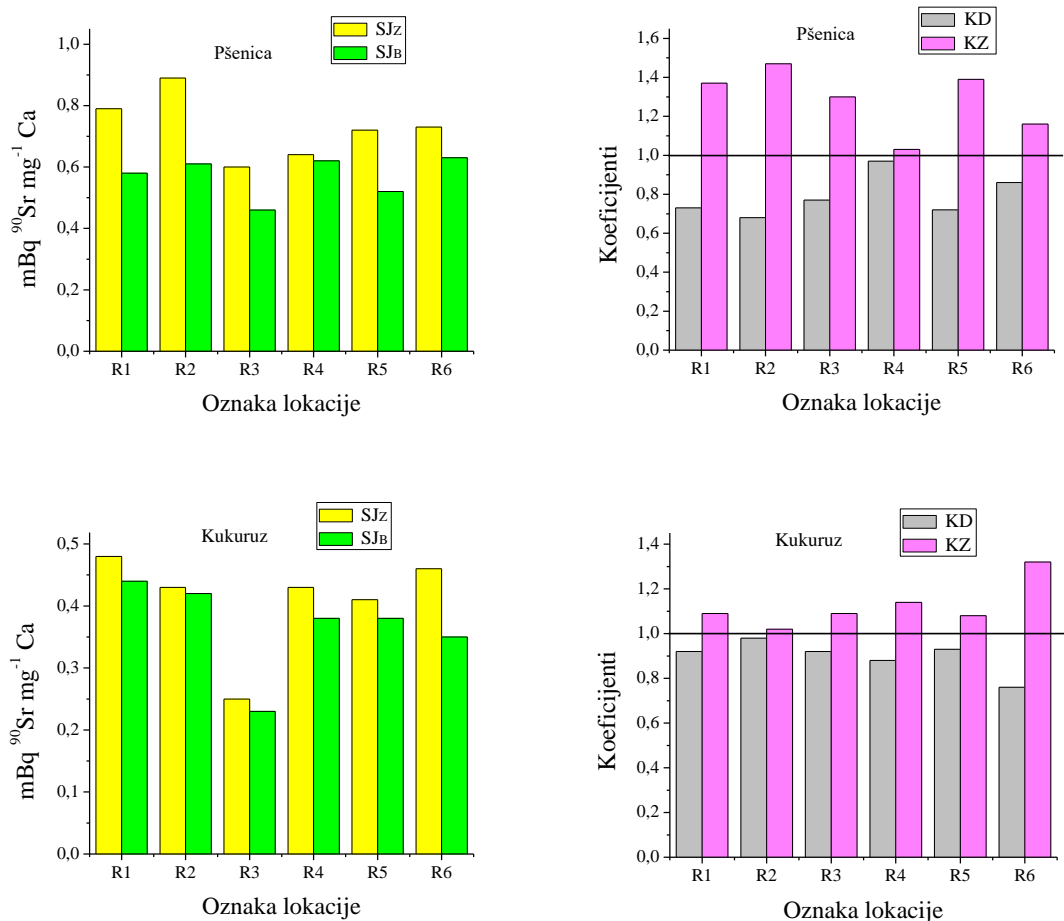 SJZ
SJB
Pšenica
1,0
0,8
0,6
0,4
0,2
0,0
mBq ⁹⁰Sr mg⁻¹ Ca
R1 R2 R3 R4 R5 R6
Oznaka lokacije
KD
KZ
Pšenica
1,6
1,4
1,2
1,0
0,8
0,6
0,4
0,2
0,0
Koeficijenti
R1 R2 R3 R4 R5 R6
Oznaka lokacije
SJZ
SJB
Kukuruz
0,5
0,4
0,3
0,2
0,1
0,0
mBq ⁹⁰Sr mg⁻¹ Ca
R1 R2 R3 R4 R5 R6
Oznaka lokacije
KD
KZ
Kukuruz
1,4
1,2
1,0
0,8
0,6
0,4
0,2
0,0
Koeficijenti
R1 R2 R3 R4 R5 R6
Oznaka lokacije